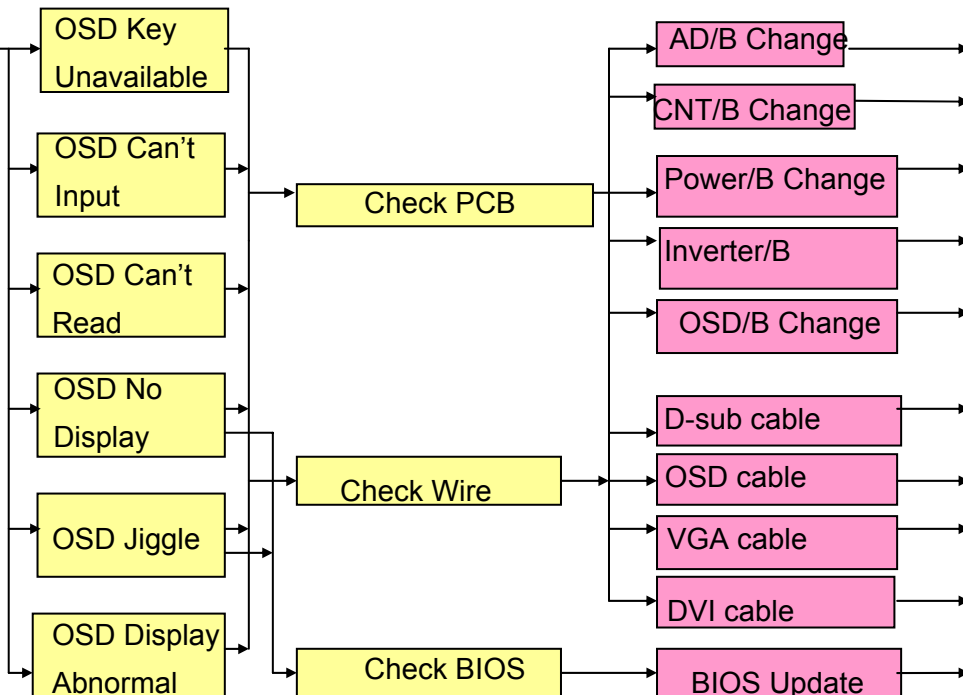 OSD Key
Unavailable
OSD Can't
Input
OSD Can't
Read
OSD No
Display
OSD Jiggle
OSD Display
Abnormal
Check PCB
Check Wire
Check BIOS
AD/B Change
CNT/B Change
Power/B Change
Inverter/B
OSD/B Change
D-sub cable
OSD cable
VGA cable
DVI cable
BIOS Update